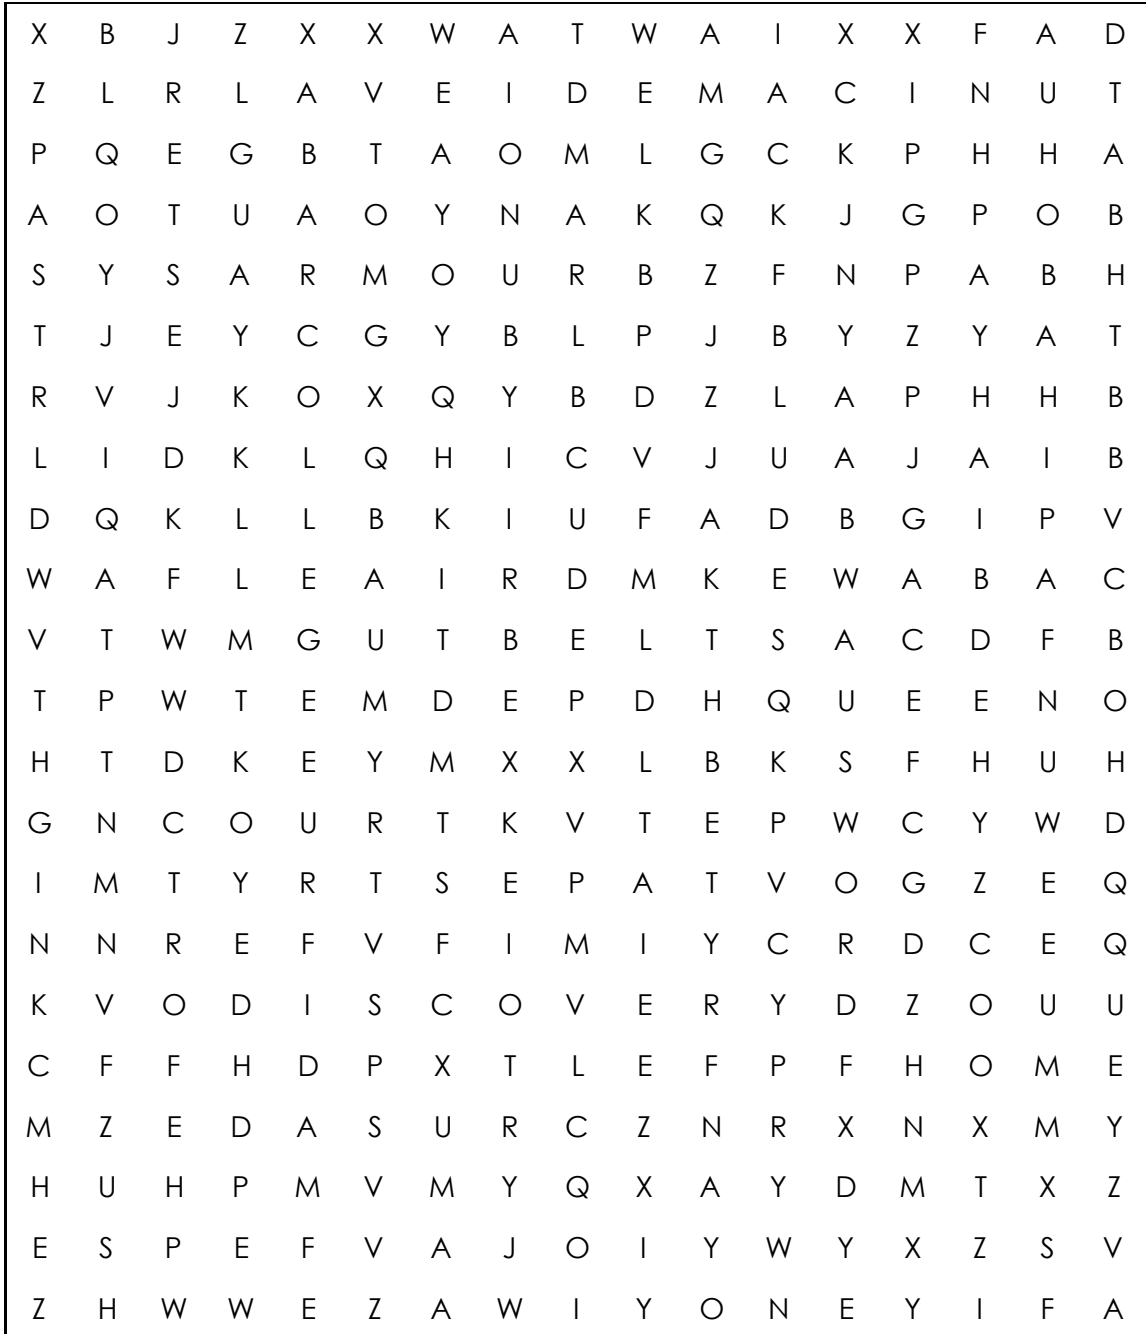 X B J Z X X W A T W A I X X F A D
Z L R L A V E I D E M A C I N U T
P Q E G B T A O M L G C K P H H A
A O T U A O Y N A K Q K J G P O B
S Y S A R M O U R B Z F N P A B H
T J E Y C G Y B L P J B Y Z Y A T
R V J K O X Q Y B D Z L A P H H B
L I D K L Q H I C V J U A J A I B
D Q K L L B K I U F A D B G I P V
W A F L E A I R D M K E W A B A C
V T W M G U T B E L T S A C D F B
T P W T E M D E P D H Q U E E N O
H T D K E Y M X X L B K S F H U H
G N C O U R T K V T E P W C Y W D
I M T Y R T S E P A T V O G Z E Q
N N R E F V F I M I Y C R D C E Q
K V O D I S C O V E R Y D Z O U U
C F F H D P X T L E F P F H O M E
M Z E D A S U R C Z N R X N X M Y
H U H P M V M Y Q X A Y D M T X Z
E S P E F V A J O I Y W Y X Z S V
Z H W W E Z A W I Y O N E Y I F A